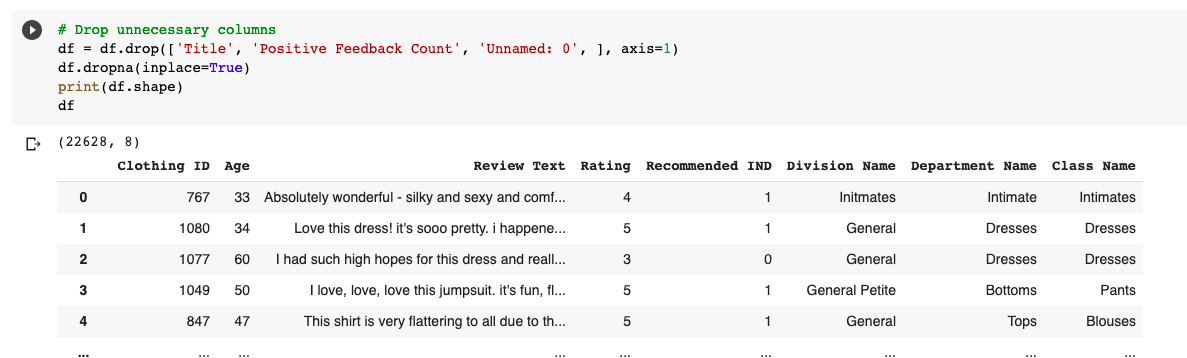 # Drop unnecessary columns
df = df.drop(['Title', 'Positive Feedback Count', 'Unnamed: 0', ], axis=1)
df.dropna(inplace=True)
print(df.shape)
df
(22628, 8)
Clothing ID Age Review Text Rating Recommended IND Division Name Department Name Class Name
0 767 33 Absolutely wonderful - silky and sexy and comf... 4 1 Initmates Intimate Intimates
1 1080 34 Love this dress! it's sooo pretty. i happene... 5 1 General Dresses Dresses
2 1077 60 I had such high hopes for this dress and reall... 3 0 General Dresses Dresses
3 1049 50 I love, love, love this jumpsuit. it's fun, fl... 5 1 General Petite Bottoms Pants
4 847 47 This shirt is very flattering to all due to th... 5 1 General Tops Blouses
... ... ... ... ... ... ... ... ...